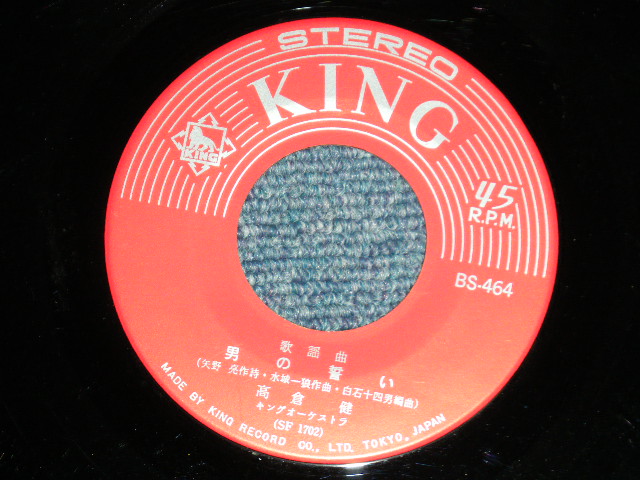 STEREO
KING
KING
45
R.P.M.
BS-464
歌謡曲
男の誓い
(矢野 亮作詩・水城一狼作曲・白石十四男編曲)
高倉健
キングオーケストラ
(SF 1702)
MADE BY KING RECORD CO., LTD. TOKYO, JAPAN